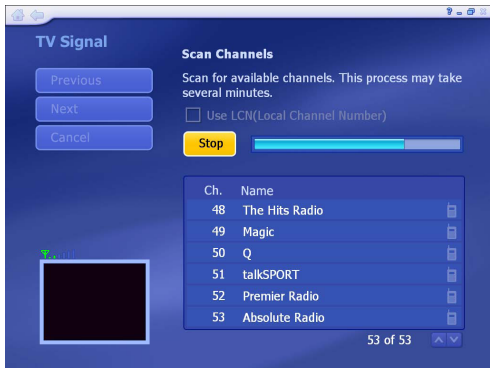 TV Signal
Previous
Next
Cancel
Scan Channels
Scan for available channels. This process may take
several minutes.
Use LCN(Local Channel Number)
Stop
Ch. Name
48 The Hits Radio
49 Magic
50 Q
51 talkSPORT
52 Premier Radio
53 Absolute Radio
53 of 53